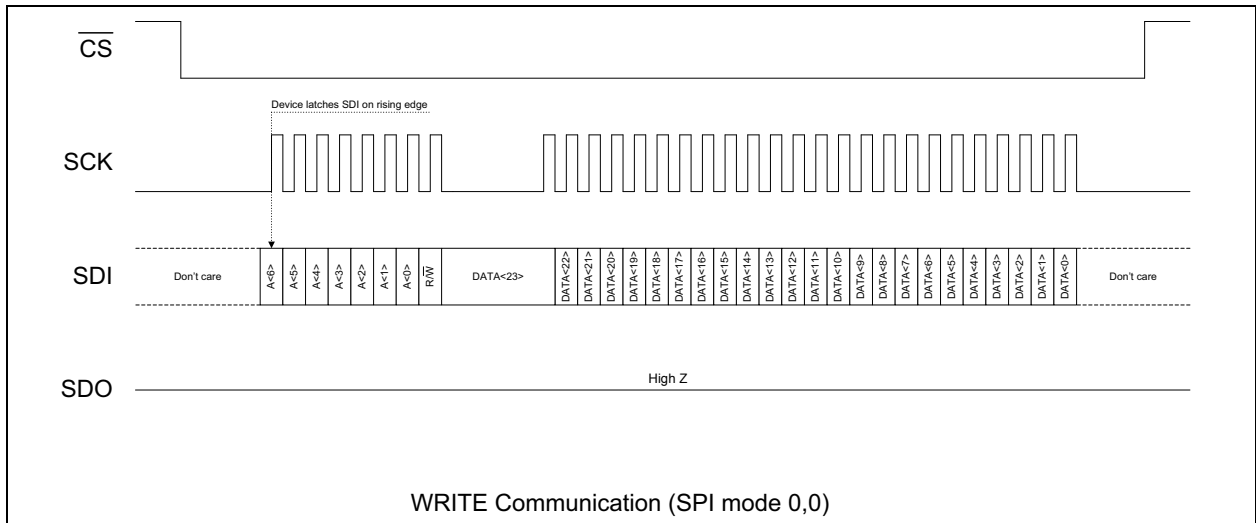 CS
Device latches SDI on rising edge
SCK
SDI
Don't care
A<6>
A<5>
A<4>
A<3>
A<2>
A<1>
A<0>
R/W
DATA<23>
DATA<22>
DATA<21>
DATA<20>
DATA<19>
DATA<18>
DATA<17>
DATA<16>
DATA<15>
DATA<14>
DATA<13>
DATA<12>
DATA<11>
DATA<10>
DATA<9>
DATA<8>
DATA<7>
DATA<6>
DATA<5>
DATA<4>
DATA<3>
DATA<2>
DATA<1>
DATA<0>
Don't care
SDO
High Z
WRITE Communication (SPI mode 0,0)